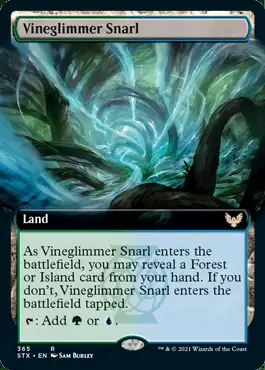 Vineglimmer Snarl
Land
As Vineglimmer Snarl enters the
battlefield, you may reveal a Forest
or Island card from your hand. If you
don't, Vineglimmer Snarl enters the
battlefield tapped.
: Add or .
365 R
STX • EN Sam Burley
™ & © 2021 Wizards of the Coast